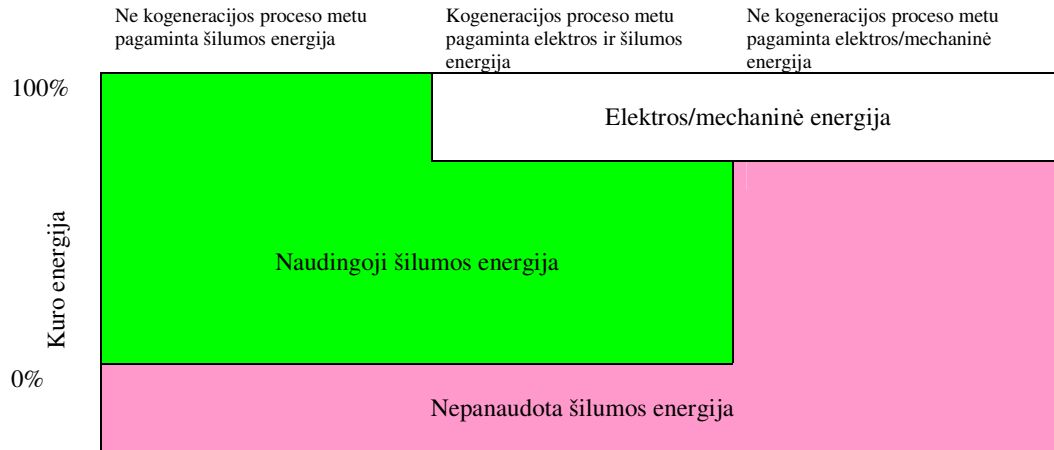 Ne kogeneracijos proceso metu
pagaminta šilumos energija
Kogeneracijos proceso metu
pagaminta elektros ir šilumos
energija
Ne kogeneracijos proceso metu
pagaminta elektros/mechaninė
energija
100%
Elektros/mechaninė energija
Kuro energija
Naudingoji šilumos energija
0%
Nepanaudota šilumos energija